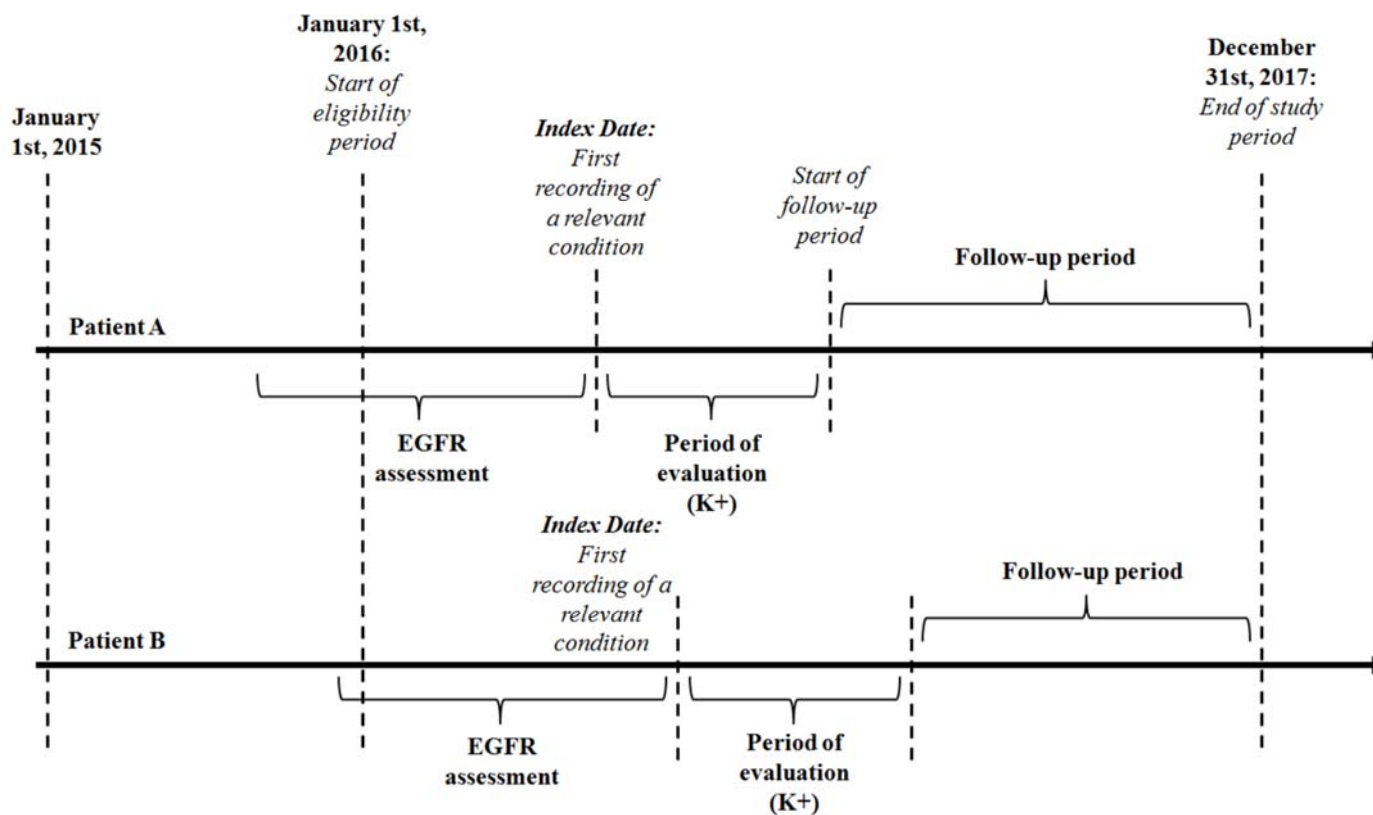 January
1st, 2015
January 1st,
2016:
Start of
eligibility
period
Index Date:
First
recording of
a relevant
condition
Start of
follow-up
period
December
31st, 2017:
End of study
period
Follow-up period
Patient A
EGFR
assessment
Period of
evaluation
(K+)
Index Date:
First
recording of a
relevant
condition
Follow-up period
Patient B
EGFR
assessment
Period of
evaluation
(K+)